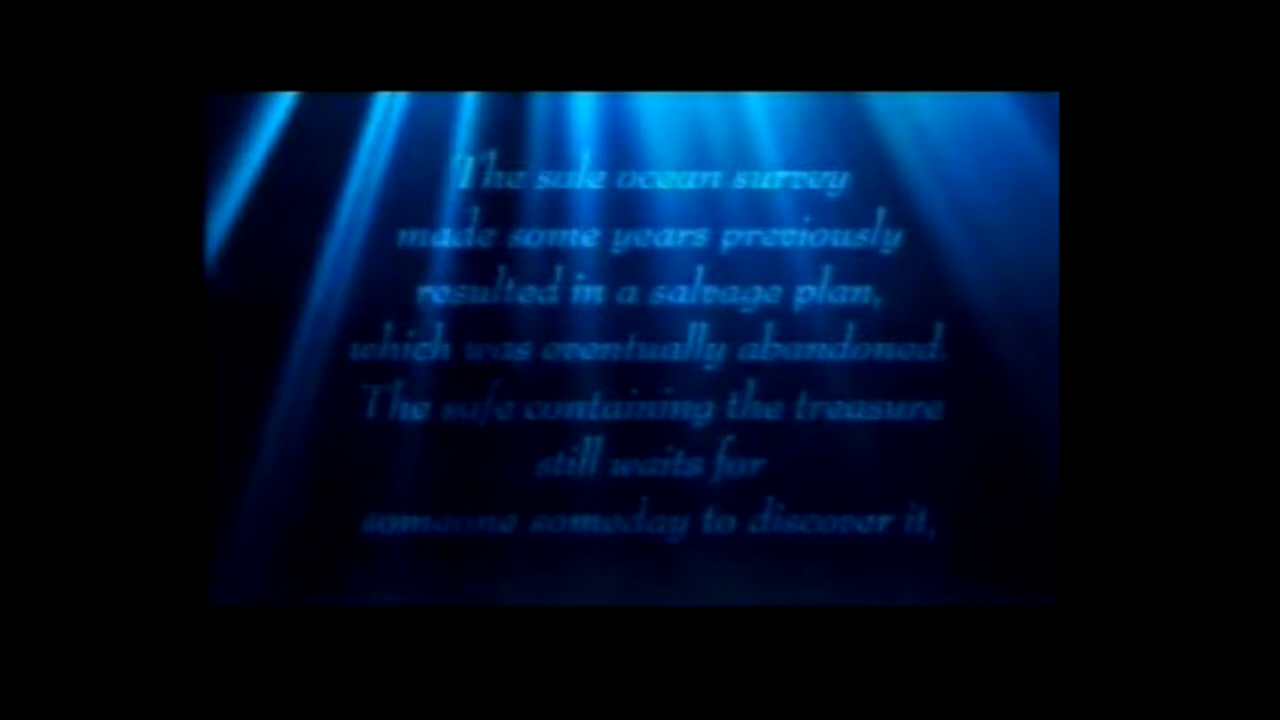 The sole ocean survey
made some years previously
resulted in a salvage plan,
which was eventually abandoned.
The safe containing the treasure
still waits for
someone someday to discover it,